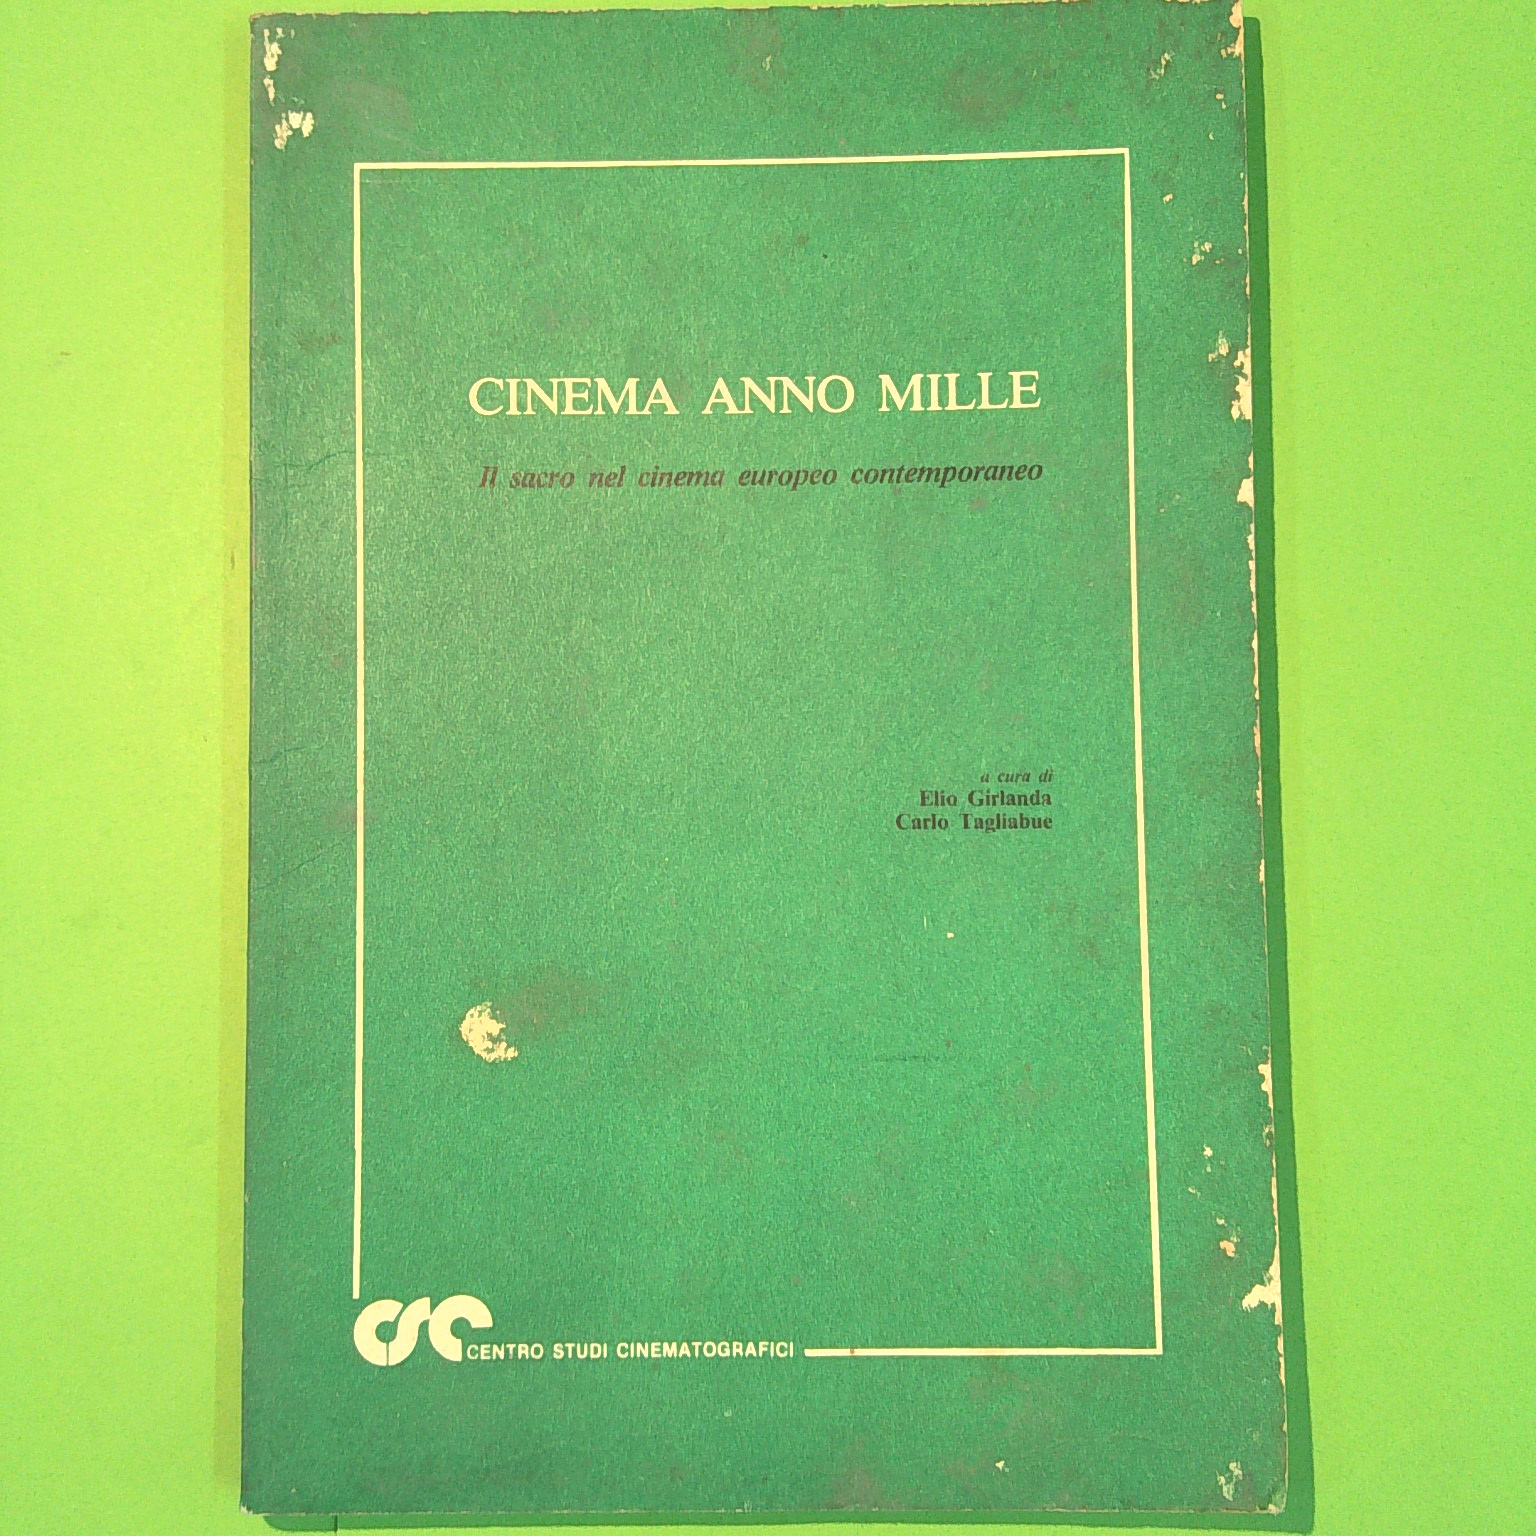 CINEMA ANNO MILLE
Il sacro nel cinema europeo contemporaneo
a cura di
Elio Girlanda
Carlo Tagliabue
csc
CENTRO STUDI CINEMATOGRAFICI